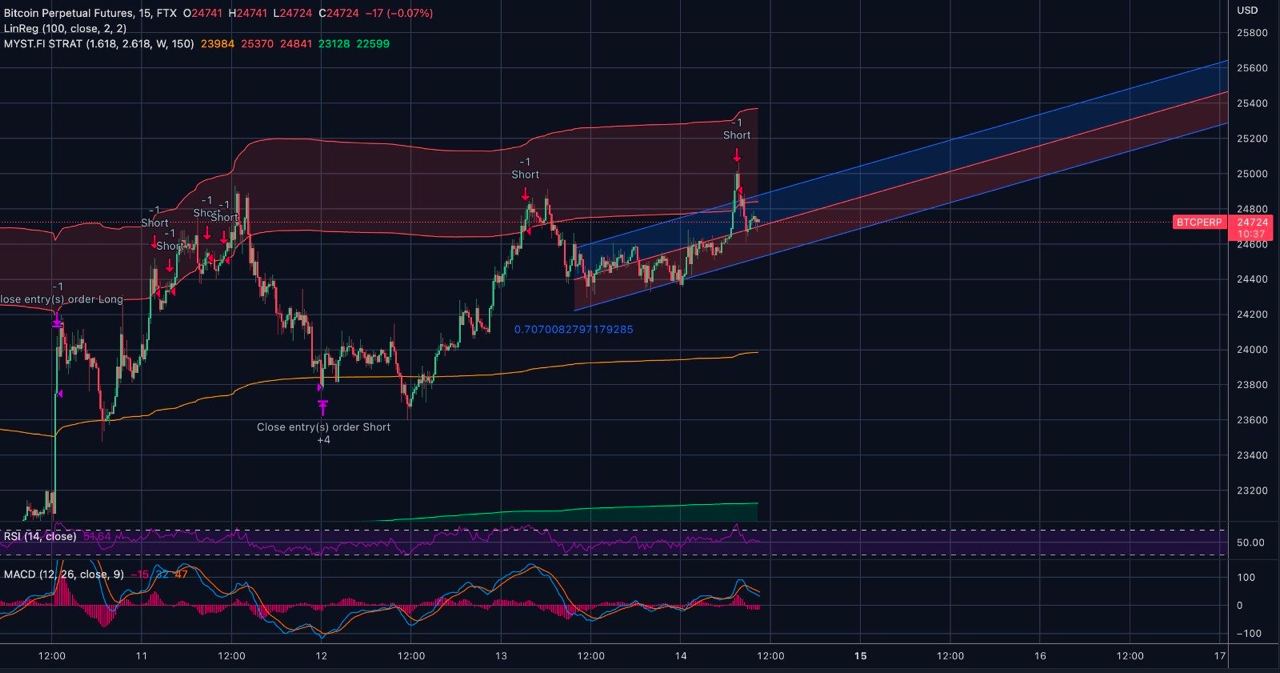 Bitcoin Perpetual Futures, 15, FTX O24741 H24741 L24724 C24724 −17 (−0.07%)
USD
LinReg (100, close, 2, 2)
MYST.FI STRAT (1.618, 2.618, W, 150) 23984 25370 24841 23128 22599
25800
25600
25400
25200
25000
24800
BTCPERP 24724
10:37
24600
24400
24200
24000
23800
23600
23400
23200
-1
Short
-1
Short
-1
Short
-1
Short
-1
Short
-1
Short
-1
lose entry(s) order Long
0.7070082797179285
Close entry(s) order Short
+4
RSI (14, close) 51.64
50.00
MACD (12, 26, close, 9) −15 32 47
100
0
−100
12:00 11 12:00 12 12:00 13 12:00 14 12:00 15 12:00 16 12:00 17